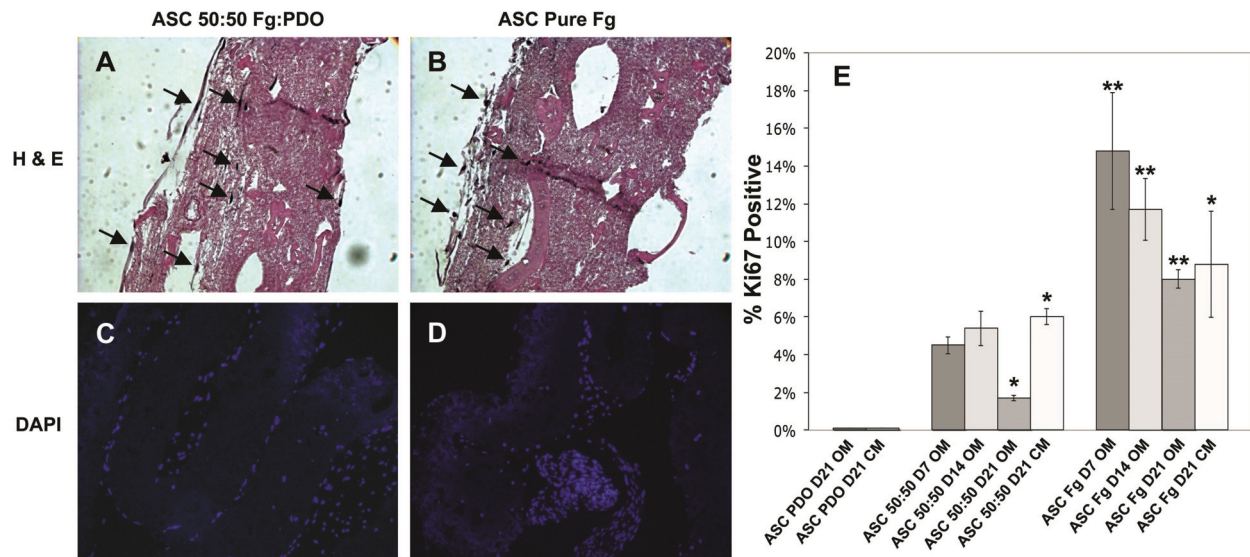 ASC 50:50 Fg:PDO
ASC Pure Fg
H & E
A
B
DAPI
C
D
E
% Ki67 Positive
20%
18%
16%
14%
12%
10%
8%
6%
4%
2%
0%
*
*
**
**
**
*
ASC PDO D21 OM
ASC PDO D21 CM
ASC 50:50 D7 OM
ASC 50:50 D14 OM
ASC 50:50 D21 OM
ASC 50:50 D21 CM
ASC Fg D7 OM
ASC Fg D14 OM
ASC Fg D21 OM
ASC Fg D21 CM